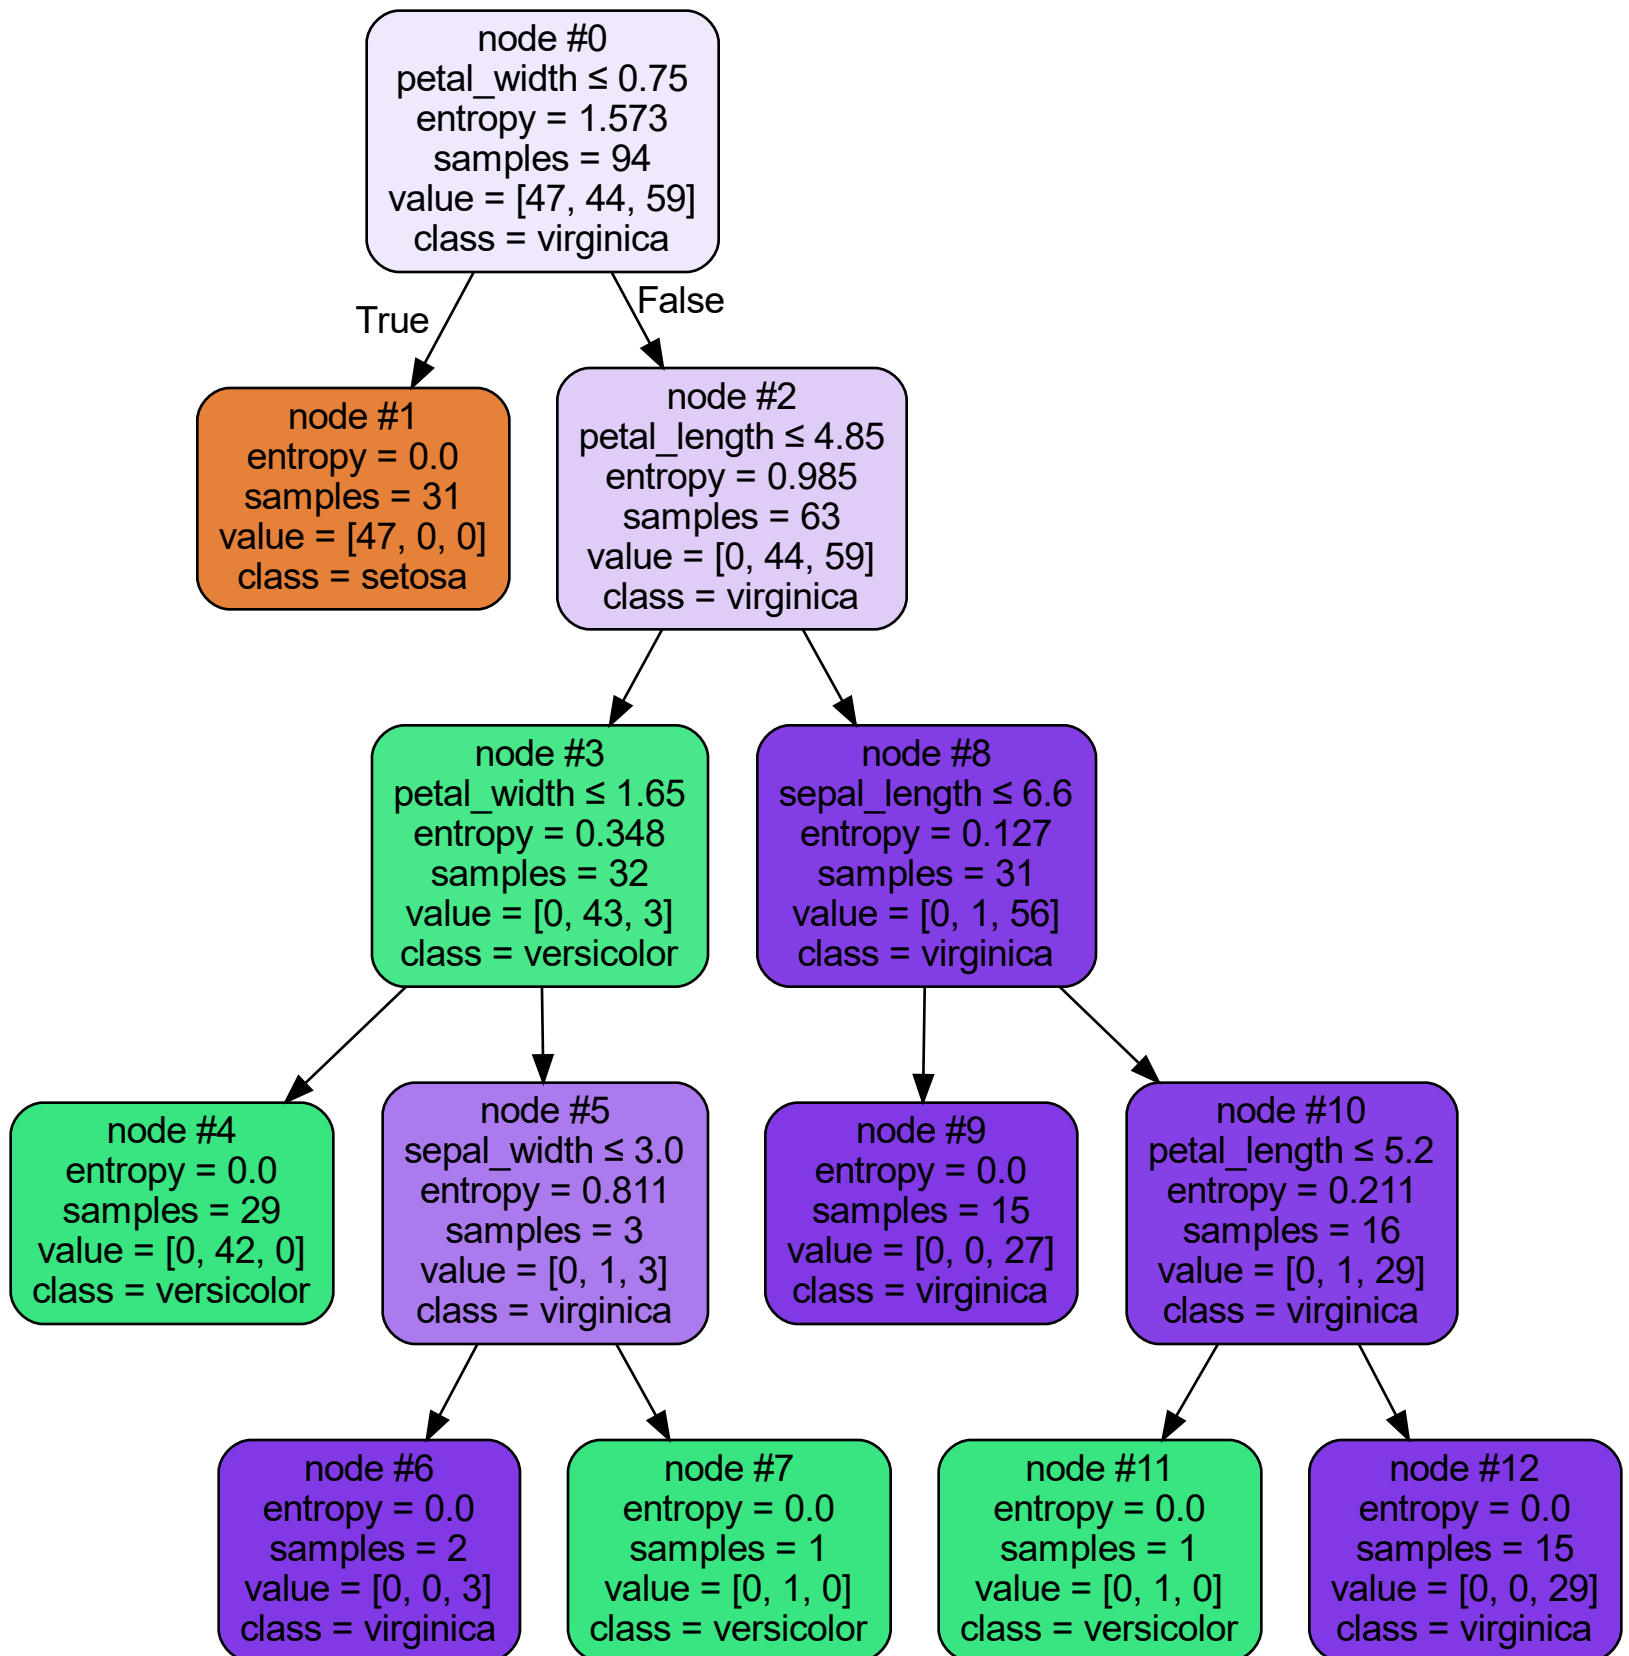 node #0
petal_width ≤ 0.75
entropy = 1.573
samples = 94
value = [47, 44, 59]
class = virginica
True
False
node #1
entropy = 0.0
samples = 31
value = [47, 0, 0]
class = setosa
node #2
petal_length ≤ 4.85
entropy = 0.985
samples = 63
value = [0, 44, 59]
class = virginica
node #3
petal_width ≤ 1.65
entropy = 0.348
samples = 32
value = [0, 43, 3]
class = versicolor
node #8
sepal_length ≤ 6.6
entropy = 0.127
samples = 31
value = [0, 1, 56]
class = virginica
node #4
entropy = 0.0
samples = 29
value = [0, 42, 0]
class = versicolor
node #5
sepal_width ≤ 3.0
entropy = 0.811
samples = 3
value = [0, 1, 3]
class = virginica
node #9
entropy = 0.0
samples = 15
value = [0, 0, 27]
class = virginica
node #10
petal_length ≤ 5.2
entropy = 0.211
samples = 16
value = [0, 1, 29]
class = virginica
node #6
entropy = 0.0
samples = 2
value = [0, 0, 3]
class = virginica
node #7
entropy = 0.0
samples = 1
value = [0, 1, 0]
class = versicolor
node #11
entropy = 0.0
samples = 1
value = [0, 1, 0]
class = versicolor
node #12
entropy = 0.0
samples = 15
value = [0, 0, 29]
class = virginica